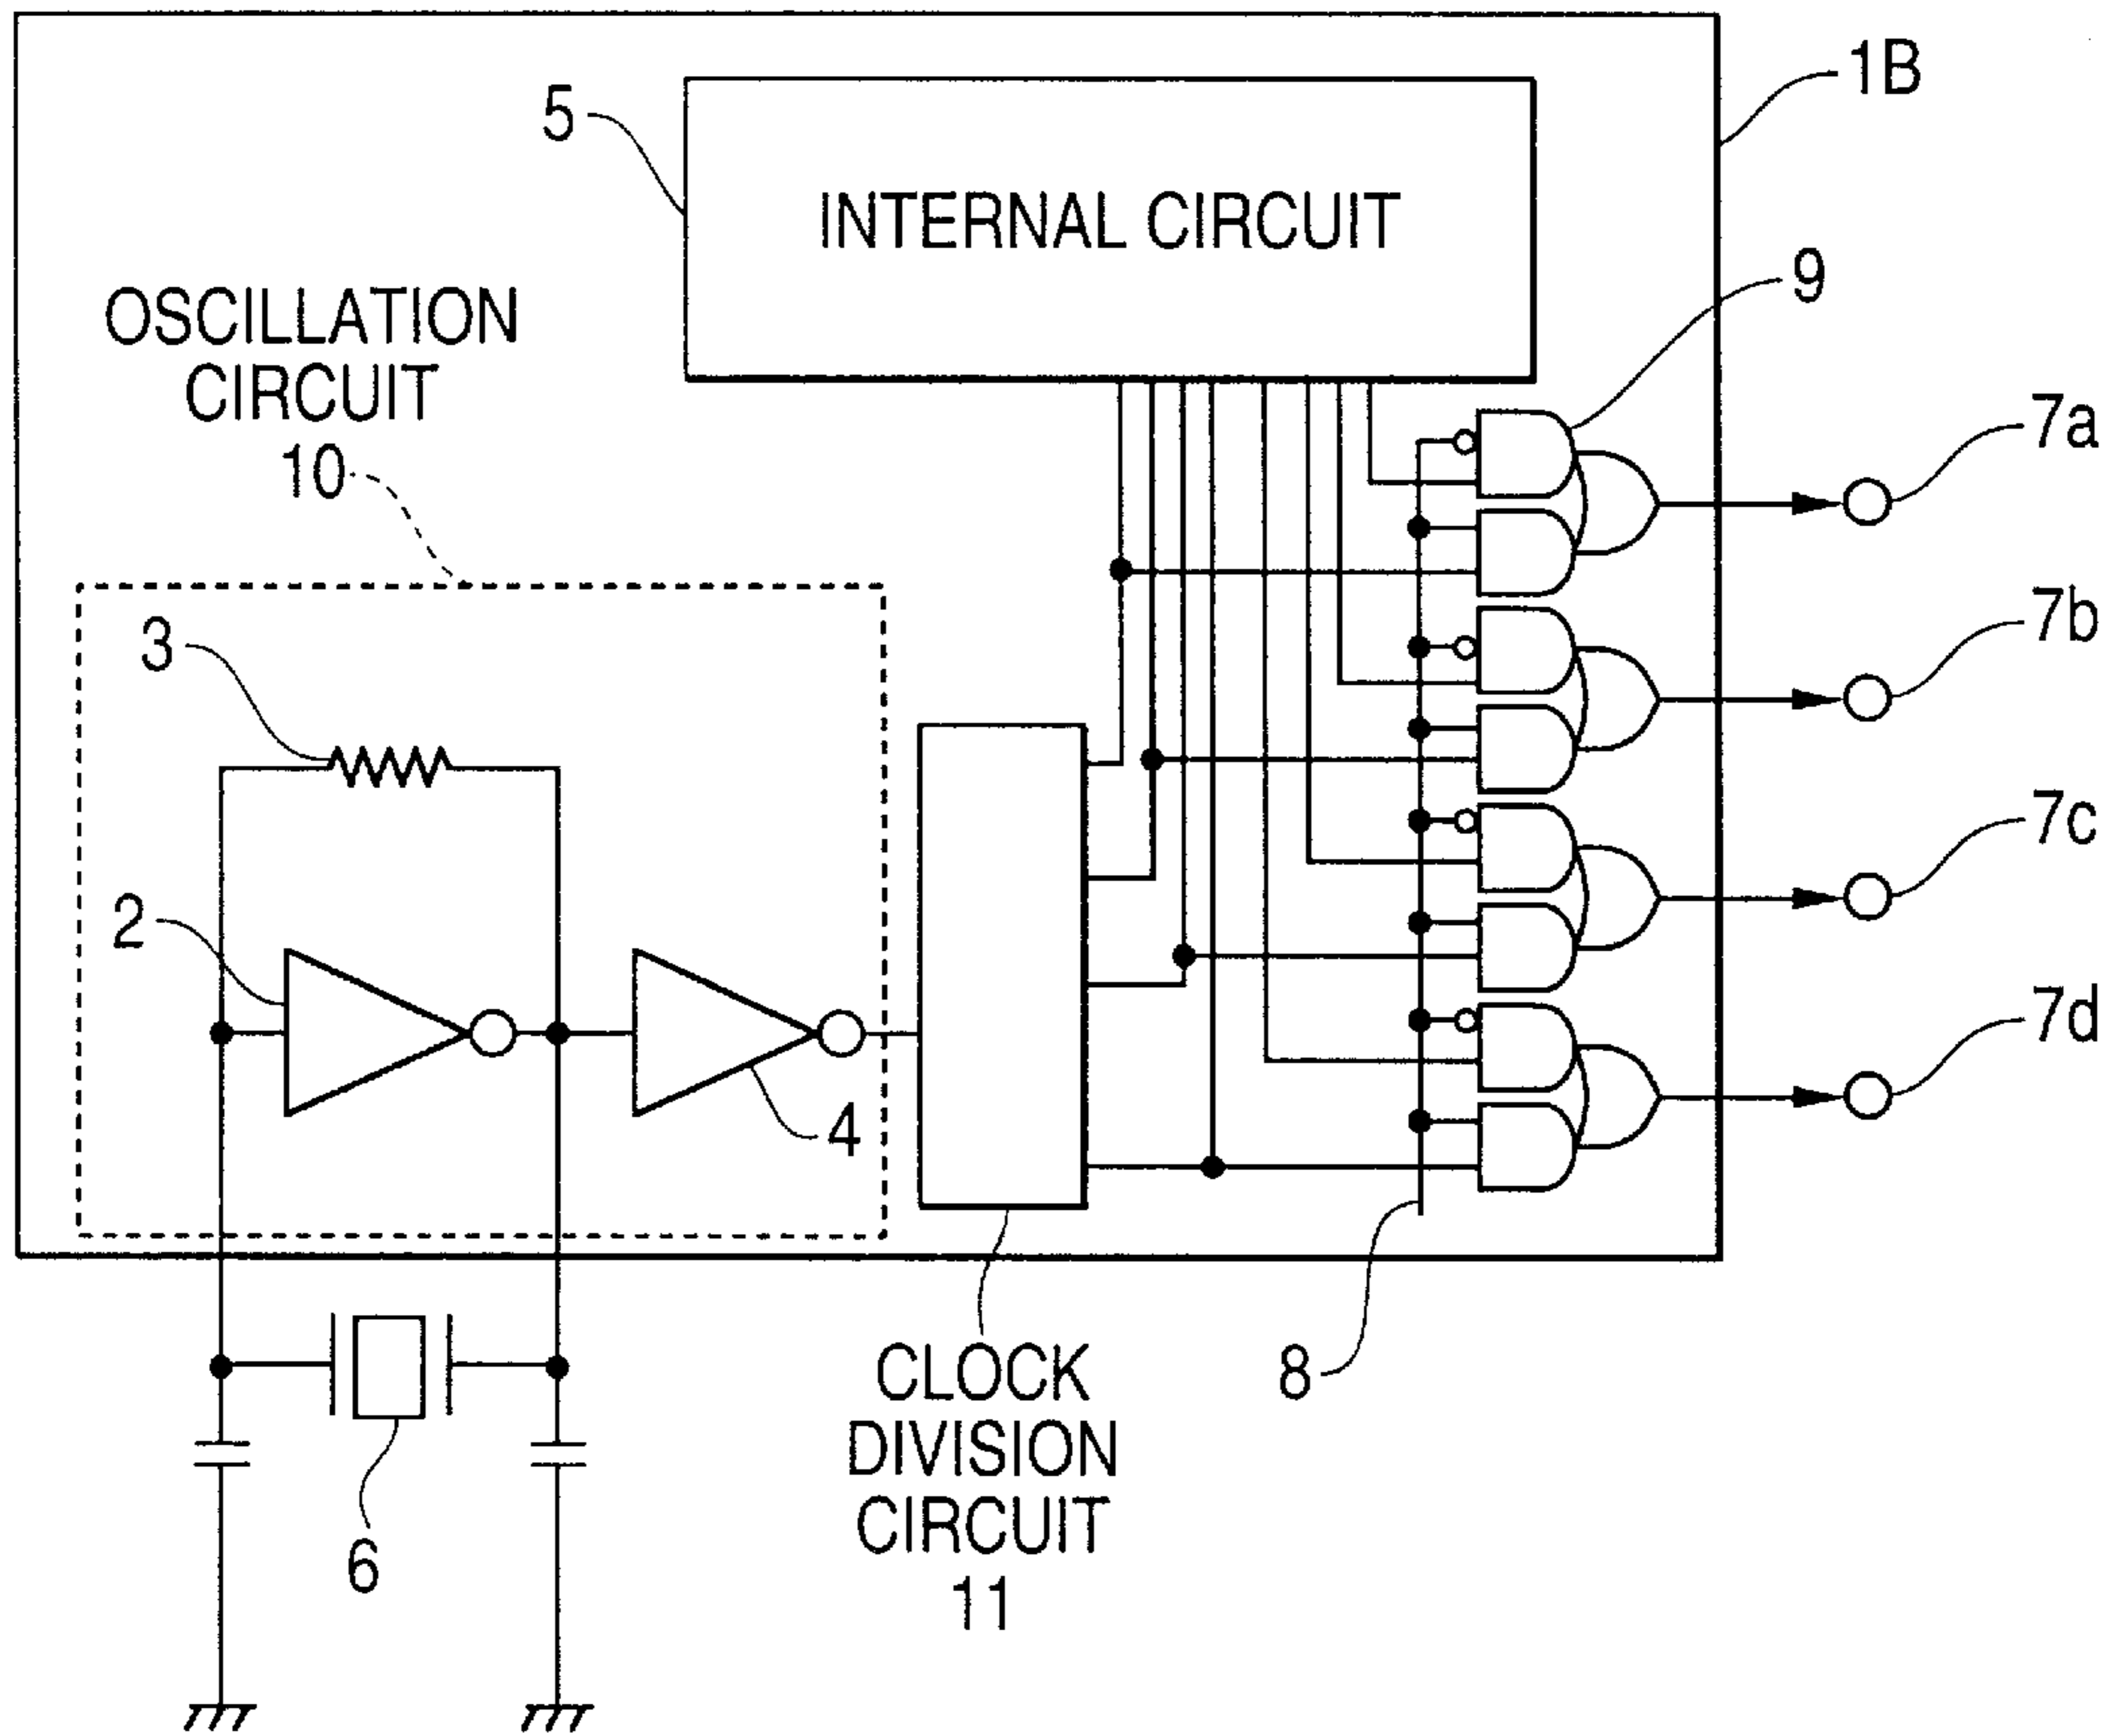 1B
5
INTERNAL CIRCUIT
9
OSCILLATION
CIRCUIT
10
7a
3
7b
7c
2
7d
4
8
CLOCK
DIVISION
CIRCUIT
11
6